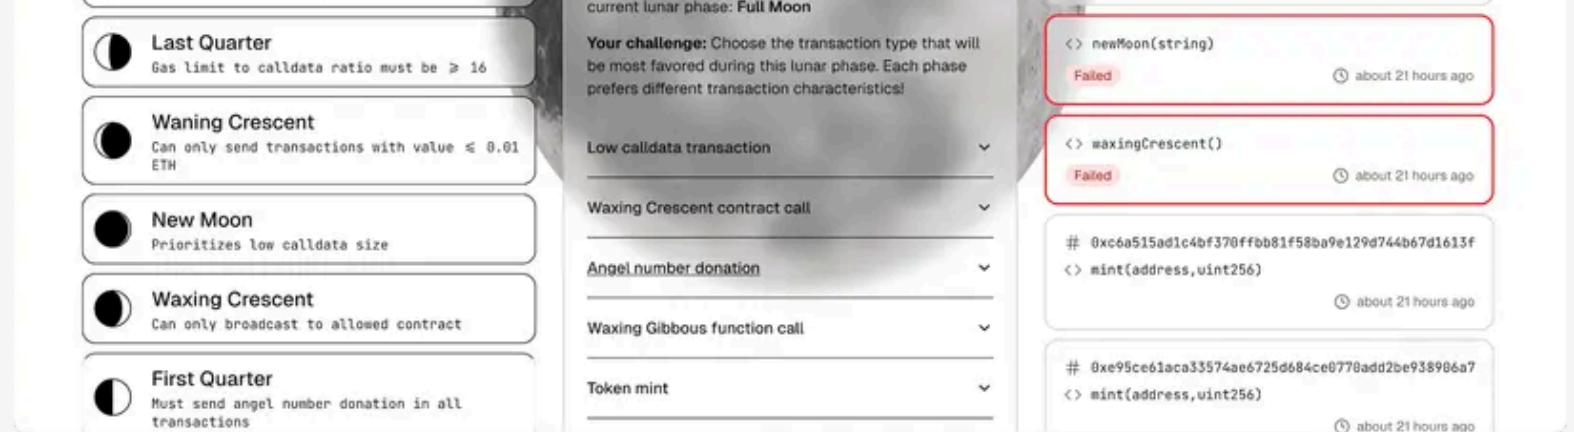 Last Quarter
Gas limit to calldata ratio must be ≥ 16
Waning Crescent
Can only send transactions with value ≤ 0.01
ETH
New Moon
Prioritizes low calldata size
Waxing Crescent
Can only broadcast to allowed contract
First Quarter
Must send angel number donation in all
transactions
current lunar phase: Full Moon
Your challenge: Choose the transaction type that will
be most favored during this lunar phase. Each phase
prefers different transaction characteristics!
Low calldata transaction
Waxing Crescent contract call
Angel number donation
Waxing Gibbous function call
Token mint
<> newMoon(string)
Failed
about 21 hours ago
<> waxingCrescent()
Failed
about 21 hours ago
# 0xc6a515ad1c4bf370ffbb81f58ba9e129d744b67d1613f
<> mint(address,uint256)
about 21 hours ago
# 0xe95ce61aca33574ae6725d684ce0770add2be938906a7
<> mint(address,uint256)
about 21 hours ago